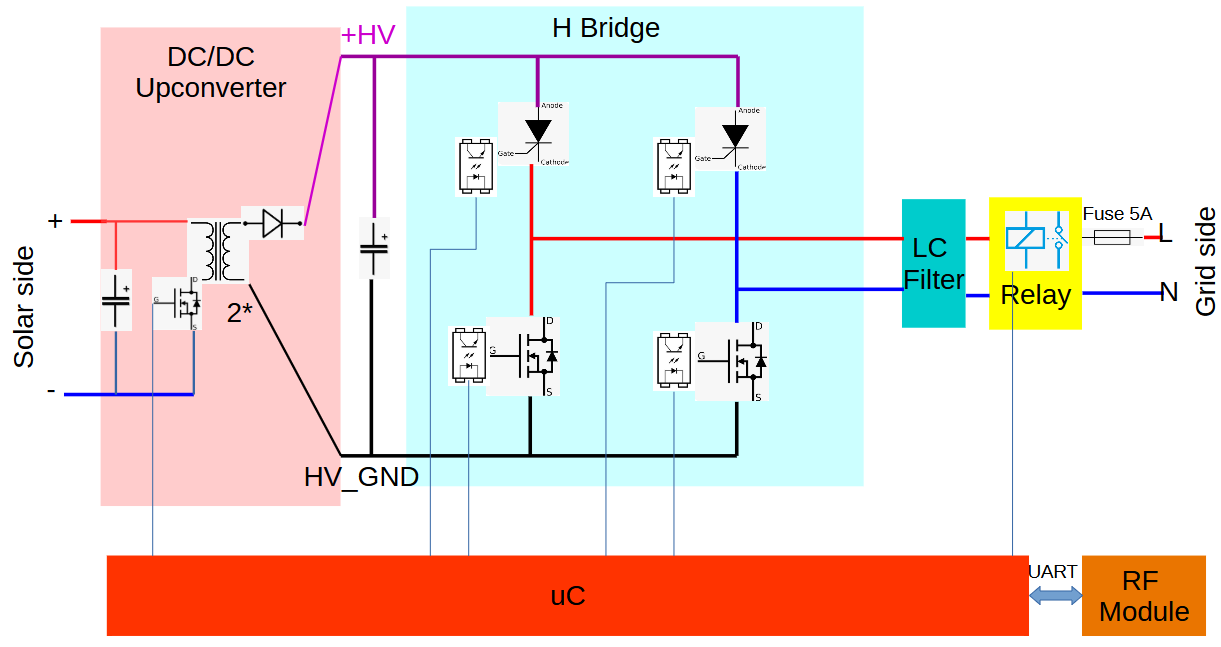 H Bridge
+HV
DC/DC
Upconverter
Anode
Gate
Cathode
Anode
Gate
Cathode
Solar side
+
-
+
D
G
S
2*
+
D
G
S
D
G
S
HV_GND
LC
Filter
Relay
Fuse 5A
L
N
Grid side
uC
UART
RF
Module